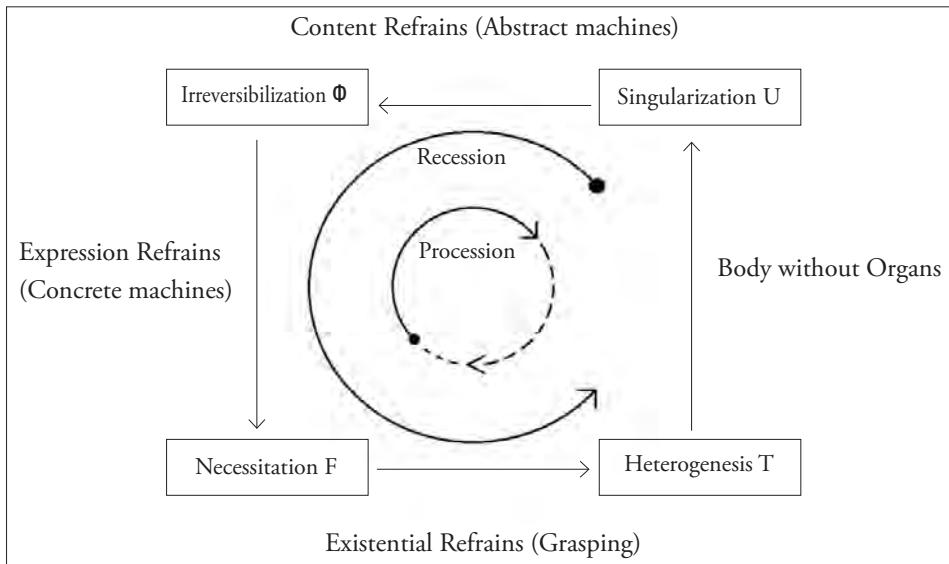 Content Refrains (Abstract machines)
Irreversibilization Φ
Singularization U
Recession
Procession
Expression Refrains
(Concrete machines)
Body without Organs
Necessitation F
Heterogenesis T
Existential Refrains (Grasping)